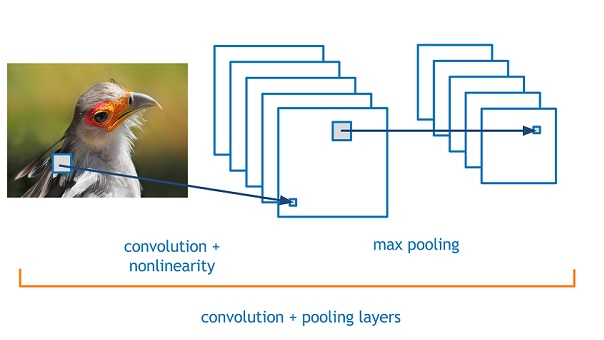 convolution +
nonlinearity
max pooling
convolution + pooling layers